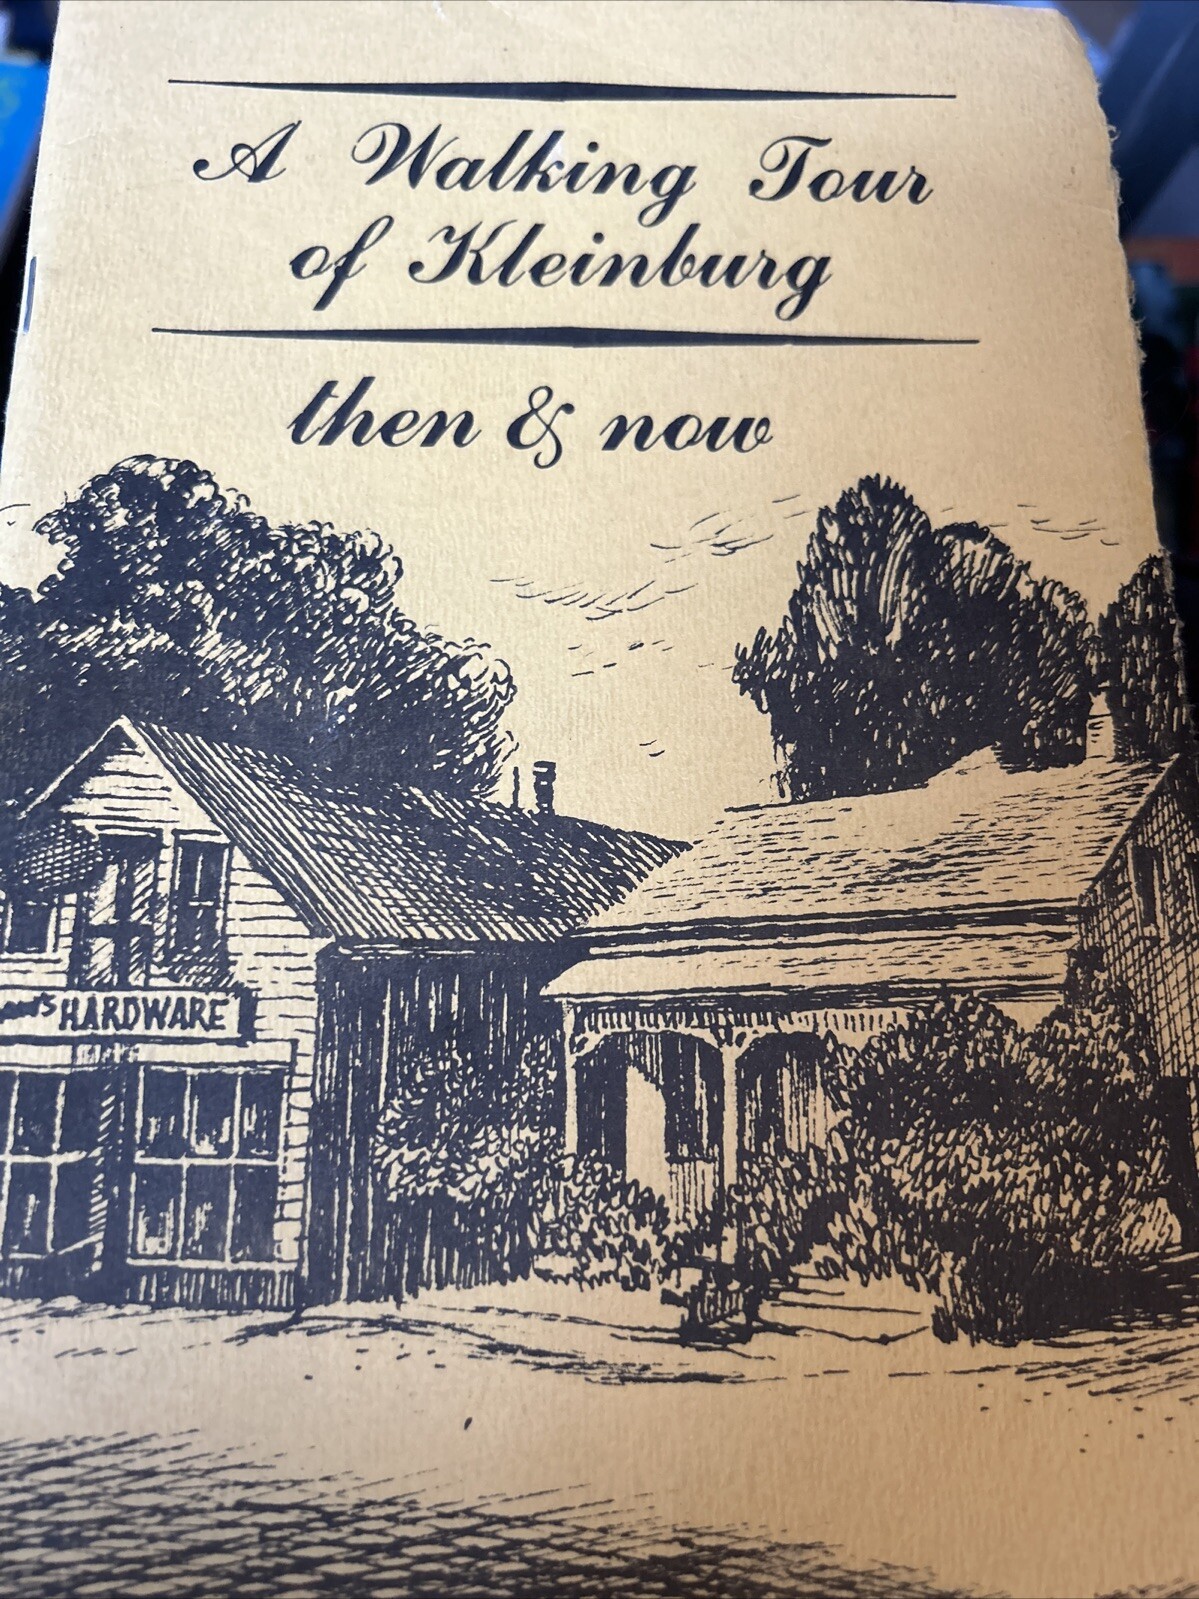 A Walking Tour
of Kleinburg
then & now
HARDWARE